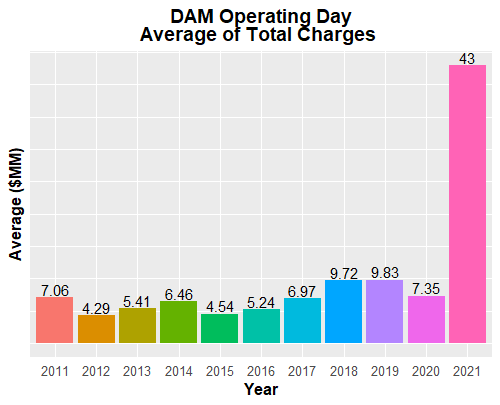 DAM Operating Day
Average of Total Charges
43
9.72
9.83
7.06
7.35
6.97
6.46
5.41
5.24
4.29
4.54
Average ($MM)
2011 2012 2013 2014 2015 2016 2017 2018 2019 2020 2021
Year